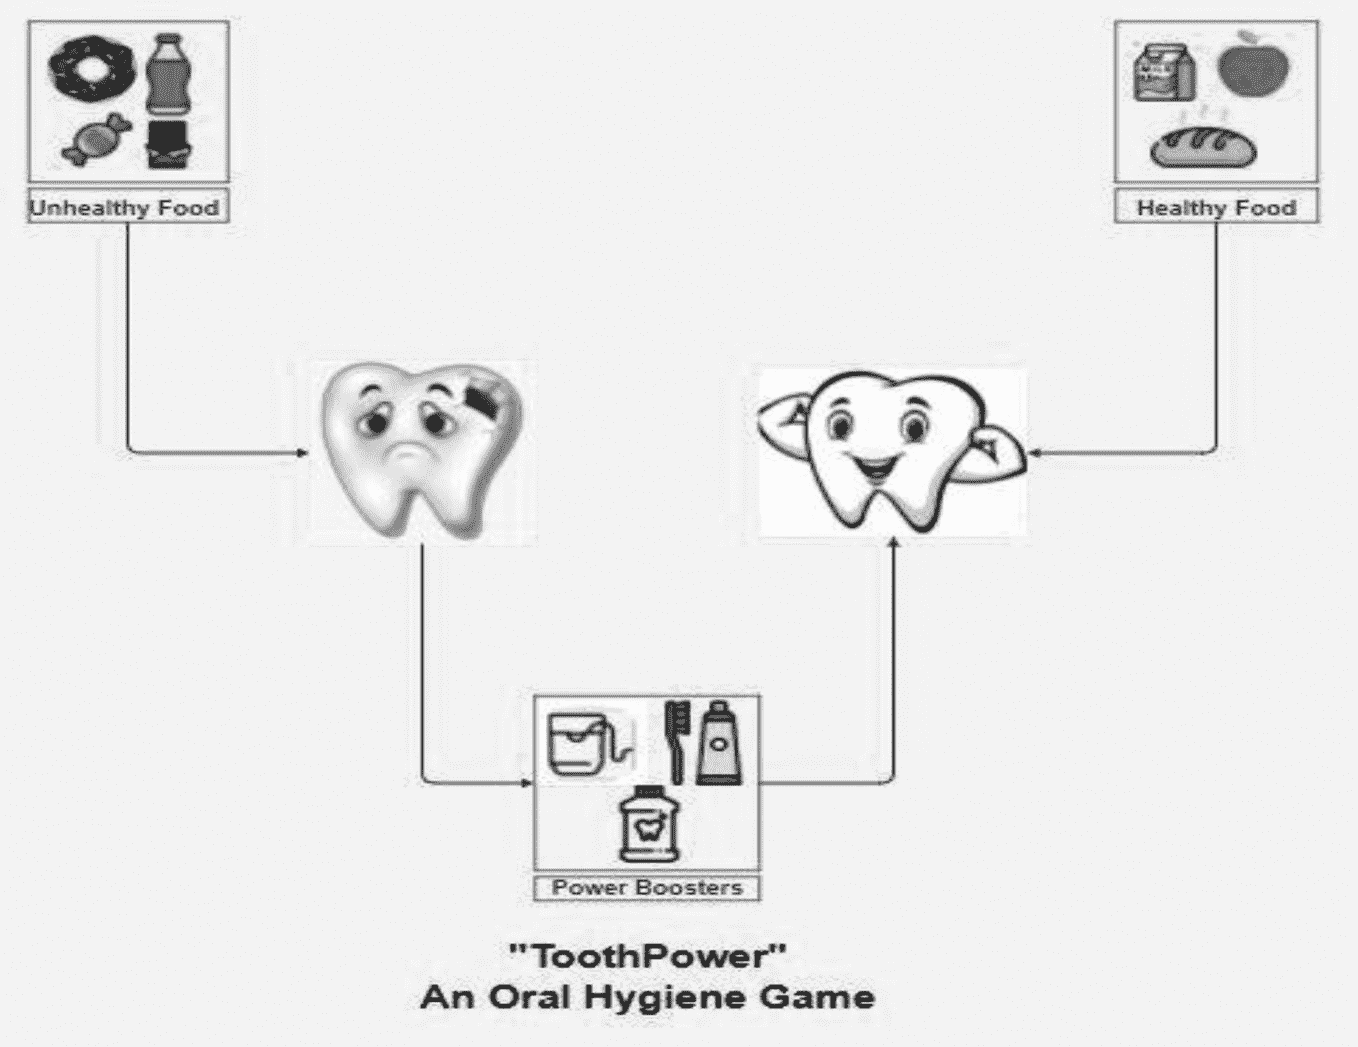 Unhealthy Food
Healthy Food
Power Boosters
"ToothPower"
An Oral Hygiene Game